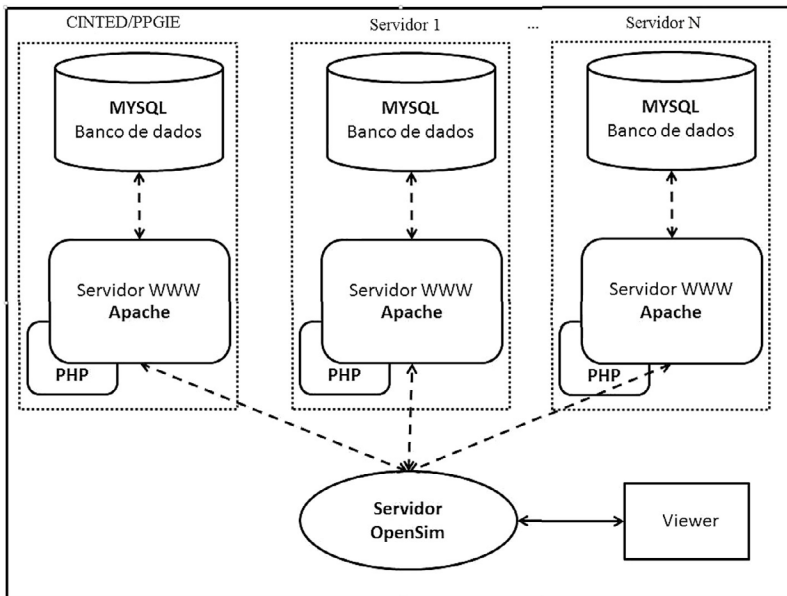 CINTED/PPGIE
Servidor 1
...
Servidor N
MYSQL
Banco de dados
MYSQL
Banco de dados
MYSQL
Banco de dados
Servidor WWW
Apache
Servidor WWW
Apache
Servidor WWW
Apache
PHP
PHP
PHP
Servidor
OpenSim
Viewer